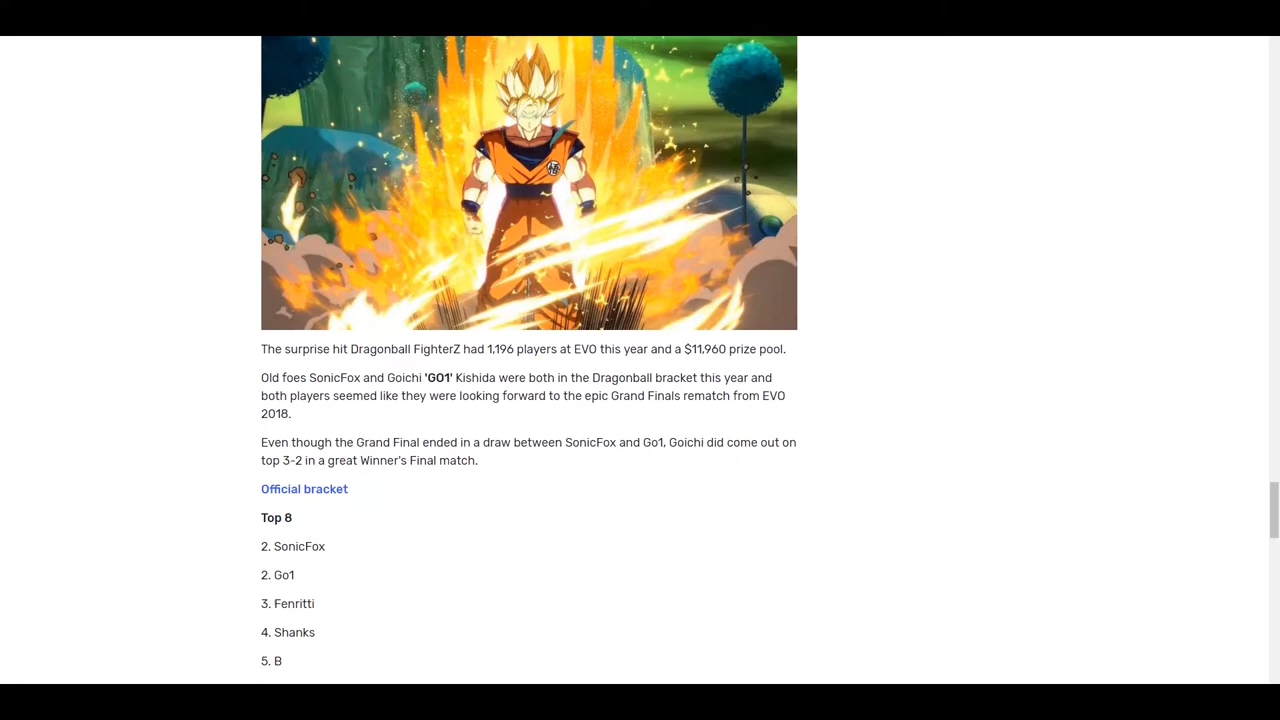 The surprise hit Dragonball FighterZ had 1,196 players at EVO this year and a $11,960 prize pool.
Old foes SonicFox and Goichi 'GO1' Kishida were both in the Dragonball bracket this year and
both players seemed like they were looking forward to the epic Grand Finals rematch from EVO
2018.
Even though the Grand Final ended in a draw between SonicFox and Go1, Goichi did come out on
top 3-2 in a great Winner's Final match.
Official bracket
Top 8
2. SonicFox
2. Go1
3. Fenritti
4. Shanks
5. B